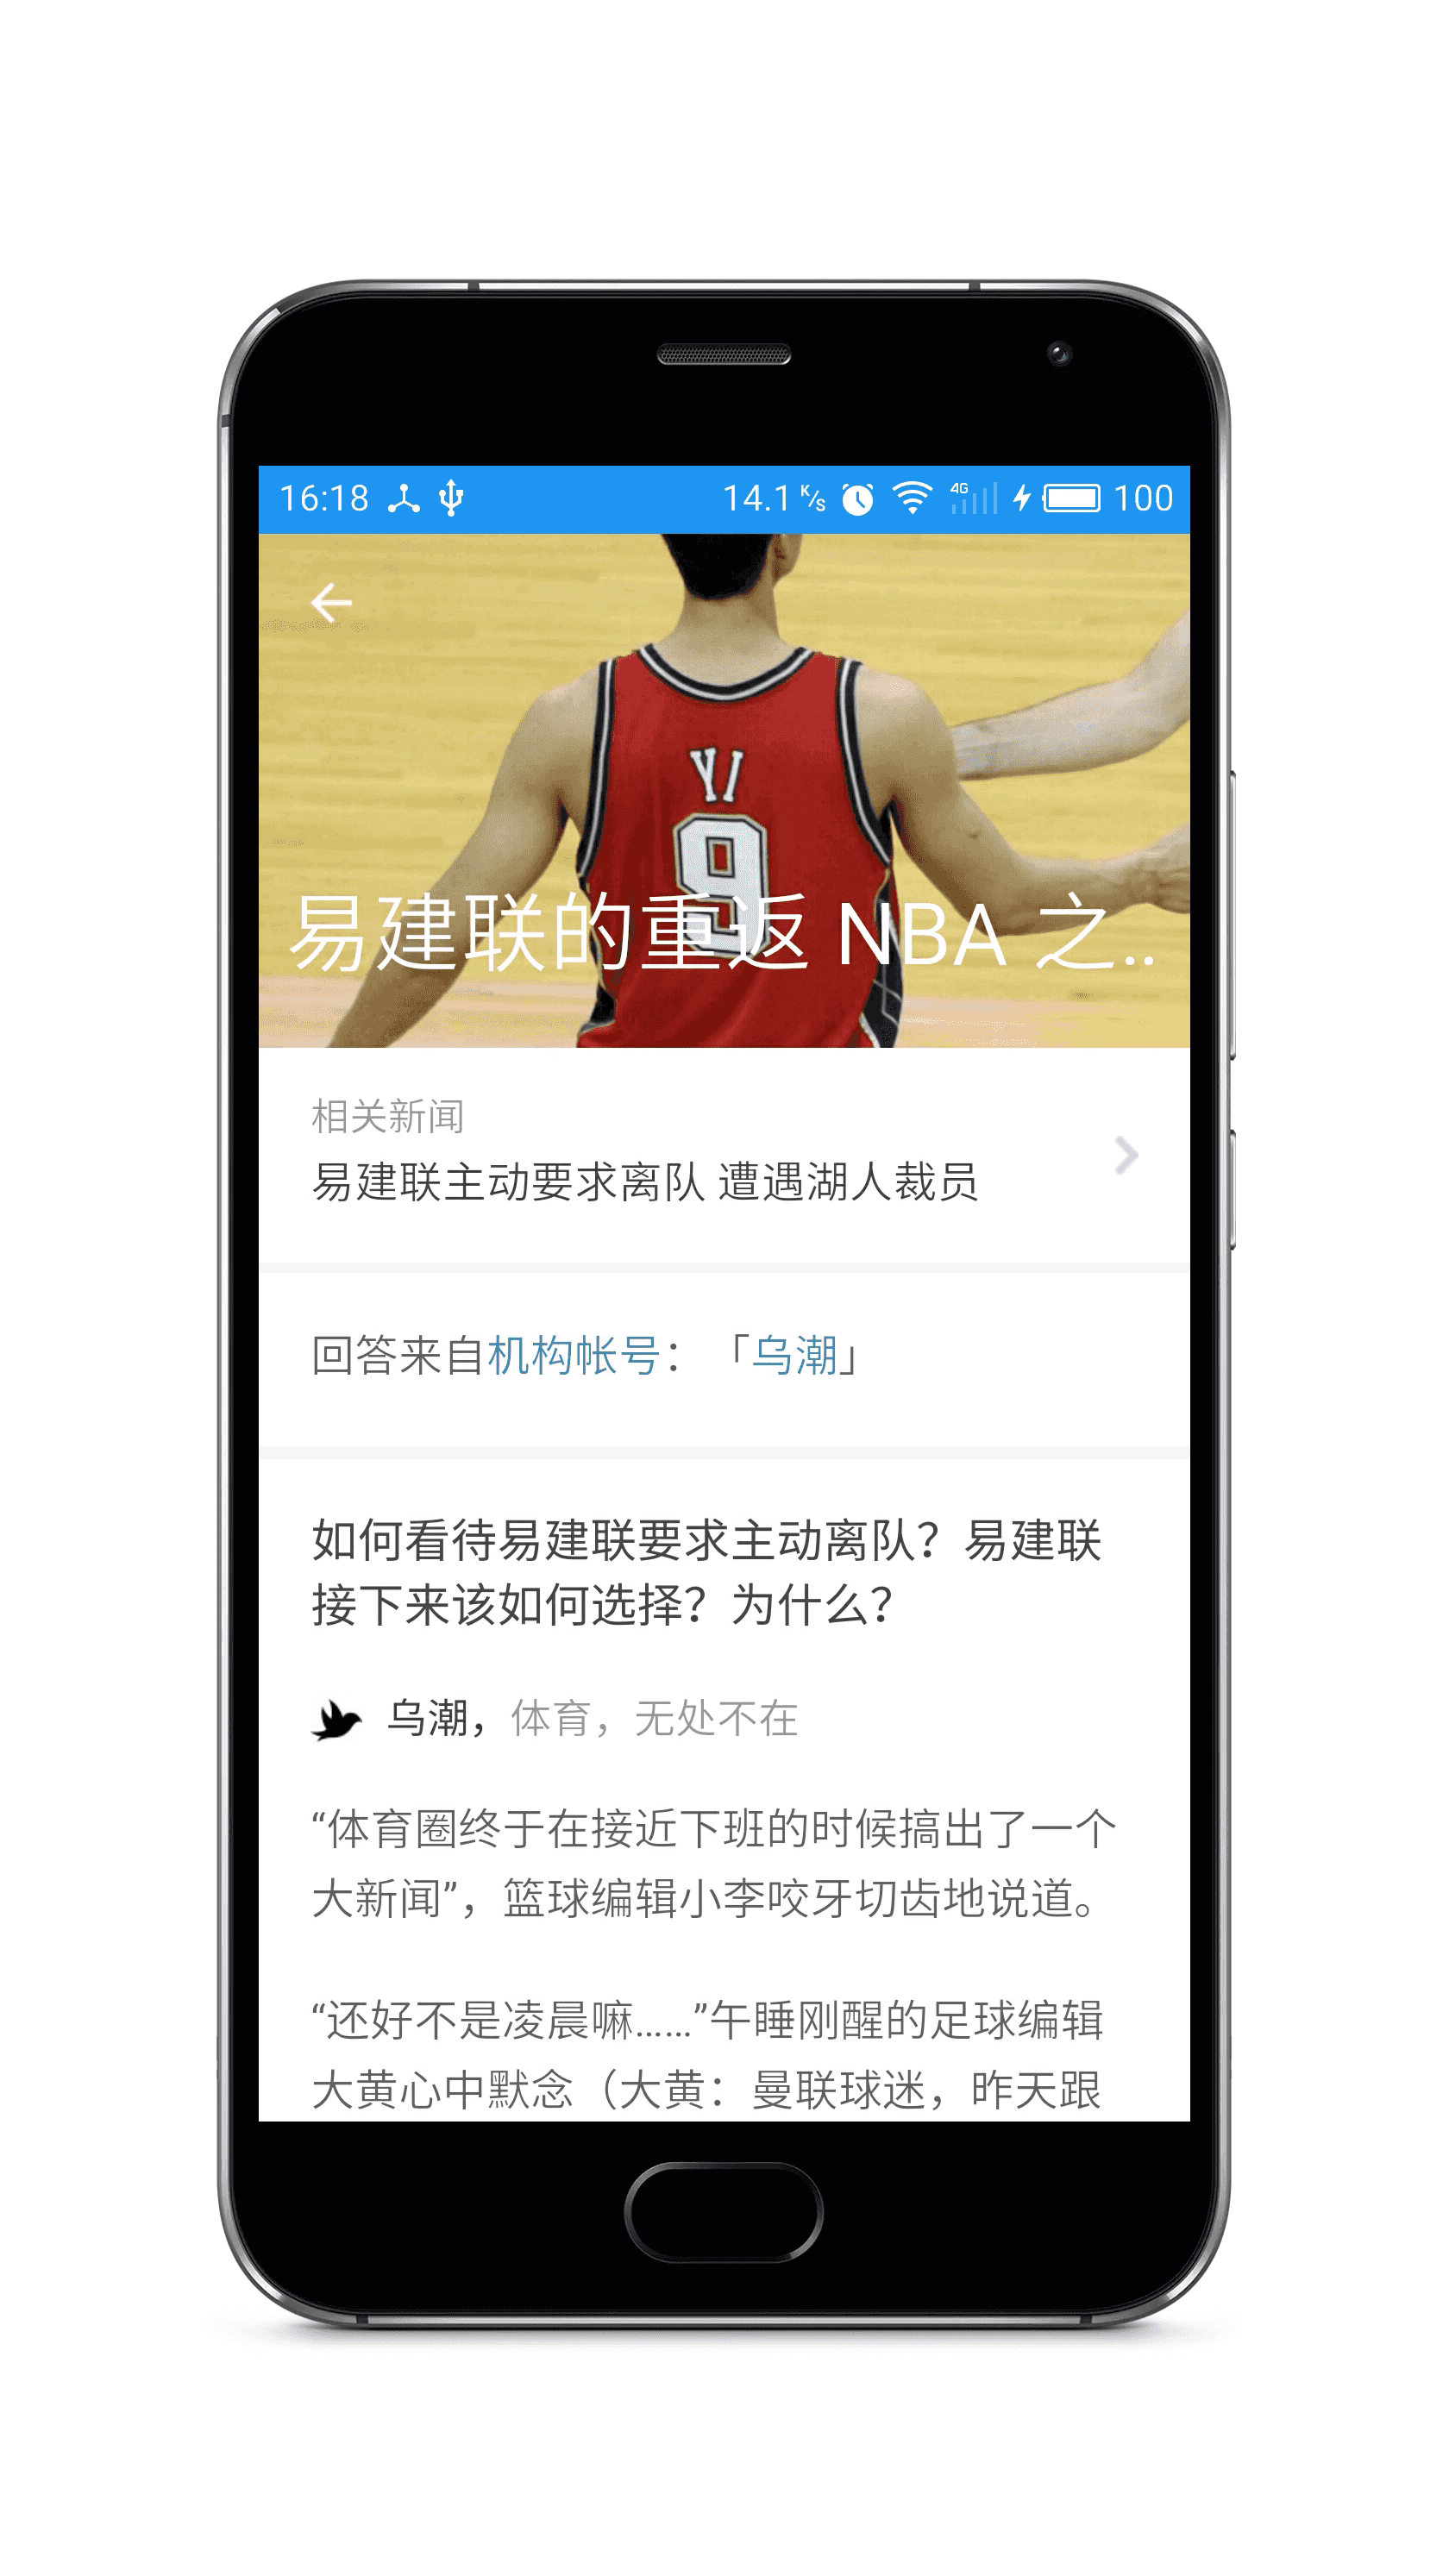 16:18 14.1 K/s 4G 100
YI
9
易建联的重返 NBA 之..
相关新闻
易建联主动要求离队 遭遇湖人裁员
回答来自机构帐号：「乌潮」
如何看待易建联要求主动离队？易建联
接下来该如何选择？为什么？
乌潮，体育，无处不在
“体育圈终于在接近下班的时候搞出了一个
大新闻”，篮球编辑小李咬牙切齿地说道。
“还好不是凌晨嘛……”午睡刚醒的足球编辑
大黄心中默念（大黄：曼联球迷，昨天跟